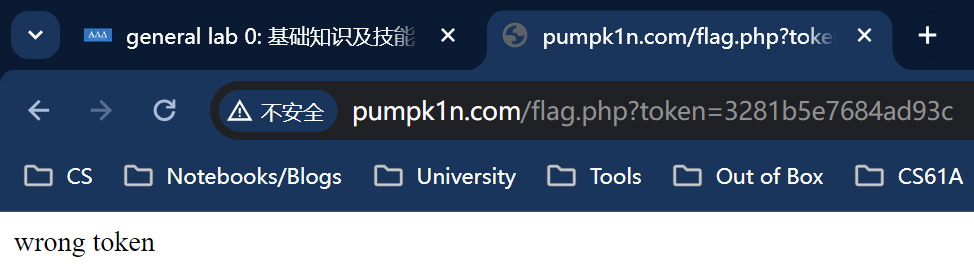 AAA general lab 0: 基础知识及技能 pumpk1n.com/flag.php?toke
不安全 pumpk1n.com/flag.php?token=3281b5e7684ad93c
CS Notebooks/Blogs University Tools Out of Box CS61A
wrong token